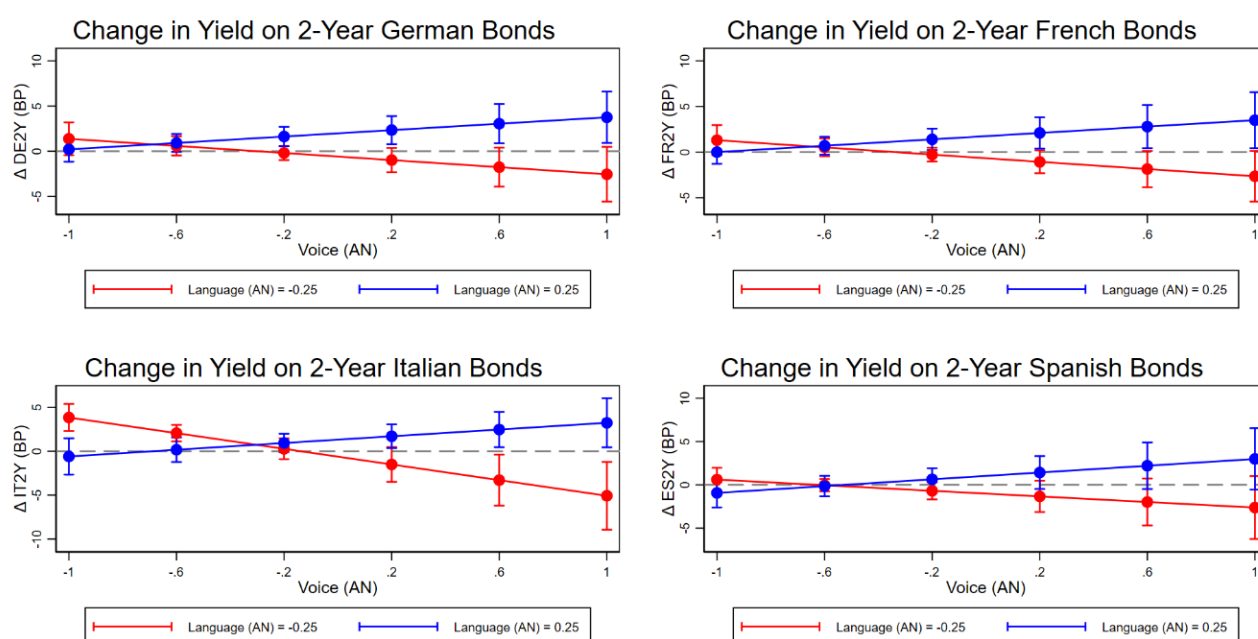 Change in Yield on 2-Year German Bonds
10
5
0
-5
Δ DE2Y (BP)
-1 -.6 -.2 .2 .6 1
Voice (AN)
Language (AN) = -0.25 Language (AN) = 0.25
Change in Yield on 2-Year French Bonds
10
5
0
-5
Δ FR2Y (BP)
-1 -.6 -.2 .2 .6 1
Voice (AN)
Language (AN) = -0.25 Language (AN) = 0.25
Change in Yield on 2-Year Italian Bonds
5
0
-5
-10
Δ IT2Y (BP)
-1 -.6 -.2 .2 .6 1
Voice (AN)
Language (AN) = -0.25 Language (AN) = 0.25
Change in Yield on 2-Year Spanish Bonds
10
5
0
-5
Δ ES2Y (BP)
-1 -.6 -.2 .2 .6 1
Voice (AN)
Language (AN) = -0.25 Language (AN) = 0.25